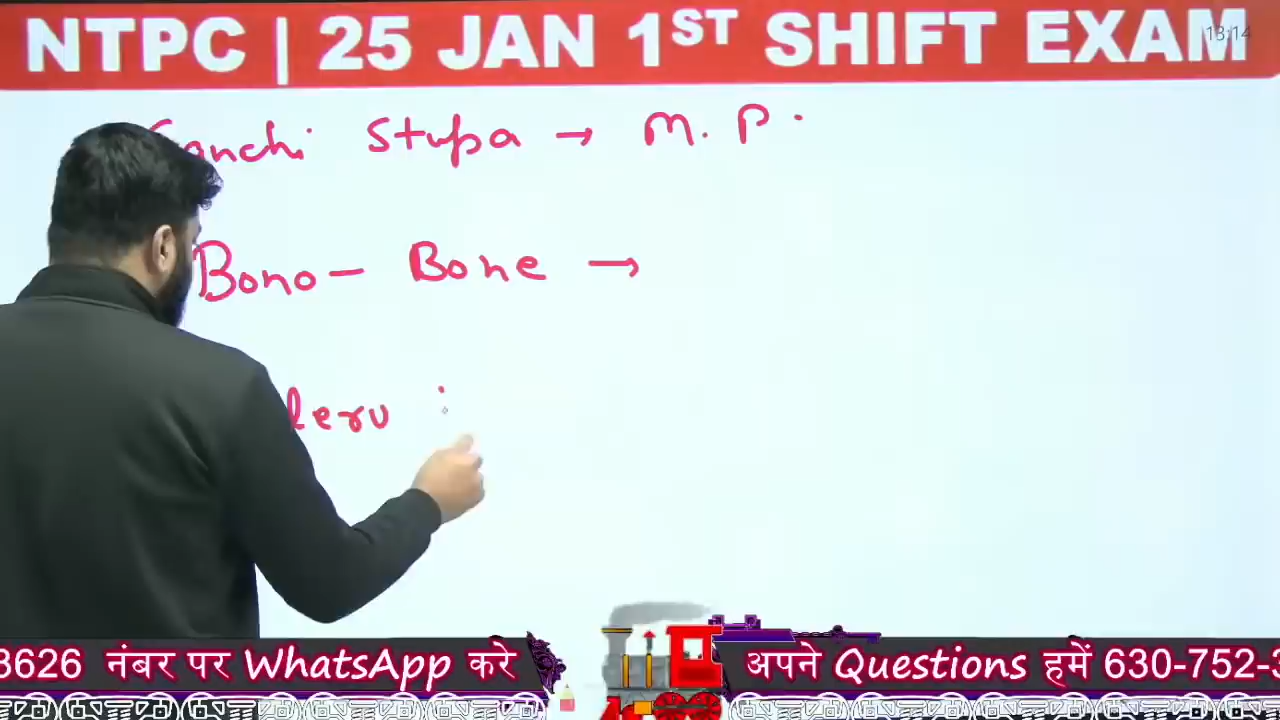 NTPC | 25 JAN 1ST SHIFT EXAM
13:14
Sanchi Stupa → M. P.
Bono - Bone →
leru
8626 नंबर पर WhatsApp करे
अपने Questions हमें 630-752-3